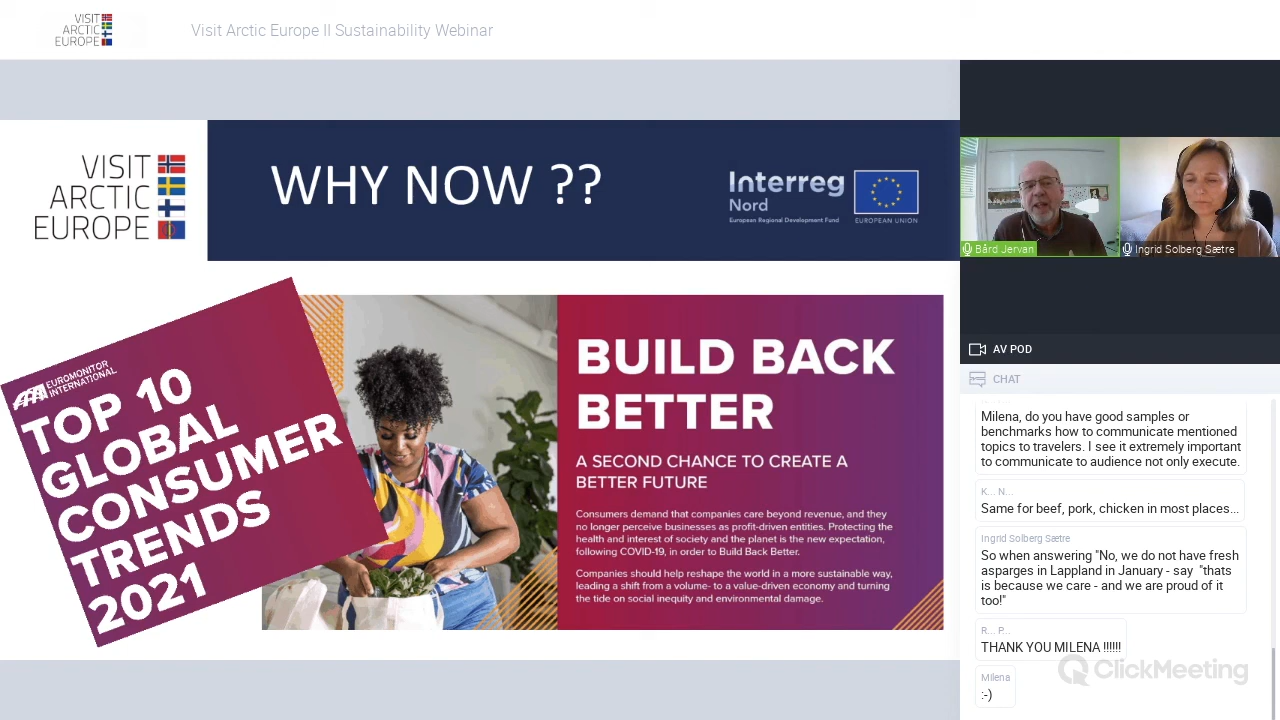 VISIT
ARCTIC
EUROPE
Visit Arctic Europe II Sustainability Webinar
VISIT
ARCTIC
EUROPE
WHY NOW ??
Interreg
Nord
European Regional Development Fund
EUROPEAN UNION
EUROMONITOR
INTERNATIONAL
TOP 10
GLOBAL
CONSUMER
TRENDS
2021
BUILD BACK
BETTER
A SECOND CHANCE TO CREATE A
BETTER FUTURE
Consumers demand that companies care beyond revenue, and they
no longer perceive businesses as profit-driven entities. Protecting the
health and interest of society and the planet is the new expectation,
following COVID-19, in order to Build Back Better.
Companies should help reshape the world in a more sustainable way,
leading a shift from a volume- to a value-driven economy and turning
the tide on social inequity and environmental damage.
Bård Jervan
Ingrid Solberg Sætre
AV POD
CHAT
Milena, do you have good samples or
benchmarks how to communicate mentioned
topics to travelers. I see it extremely important
to communicate to audience not only execute.
K... N...
Same for beef, pork, chicken in most places...
Ingrid Solberg Sætre
So when answering "No, we do not have fresh
asparges in Lappland in January - say "thats
is because we care - and we are proud of it
too!"
R... P...
THANK YOU MILENA !!!!!!
ClickMeeting
Milena
:-)